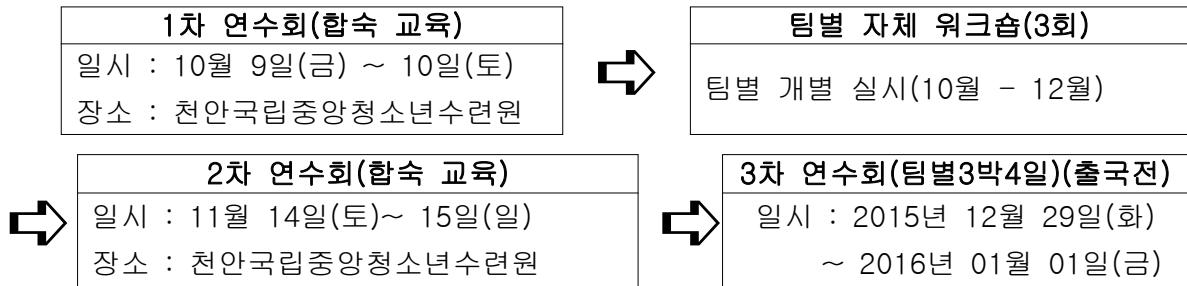 1차 연수회(합숙 교육)
일시 : 10월 9일(금) ~ 10일(토)
장소 : 천안국립중앙청소년수련원
팀별 자체 워크숍(3회)
팀별 개별 실시(10월 - 12월)
2차 연수회(합숙 교육)
일시 : 11월 14일(토)~ 15일(일)
장소 : 천안국립중앙청소년수련원
3차 연수회(팀별3박4일)(출국전)
일시 : 2015년 12월 29일(화)
~ 2016년 01월 01일(금)